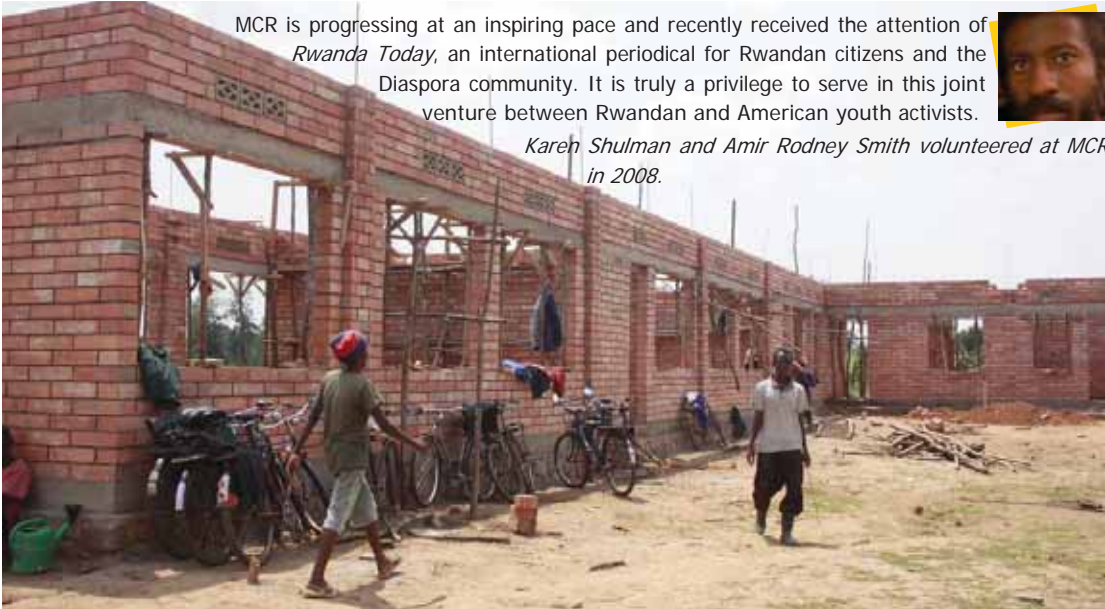 MCR is progressing at an inspiring pace and recently received the attention of
Rwanda Today, an international periodical for Rwandan citizens and the
Diaspora community. It is truly a privilege to serve in this joint
venture between Rwandan and American youth activists.
Karen Shulman and Amir Rodney Smith volunteered at MCR
in 2008.